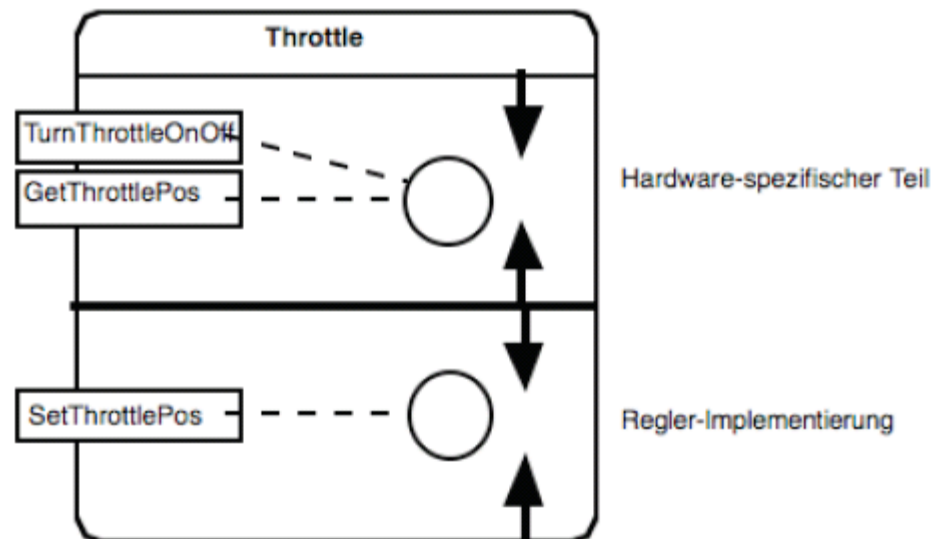 Throttle
TurnThrottleOnOff
GetThrottlePos
Hardware-spezifischer Teil
SetThrottlePos
Regler-Implementierung